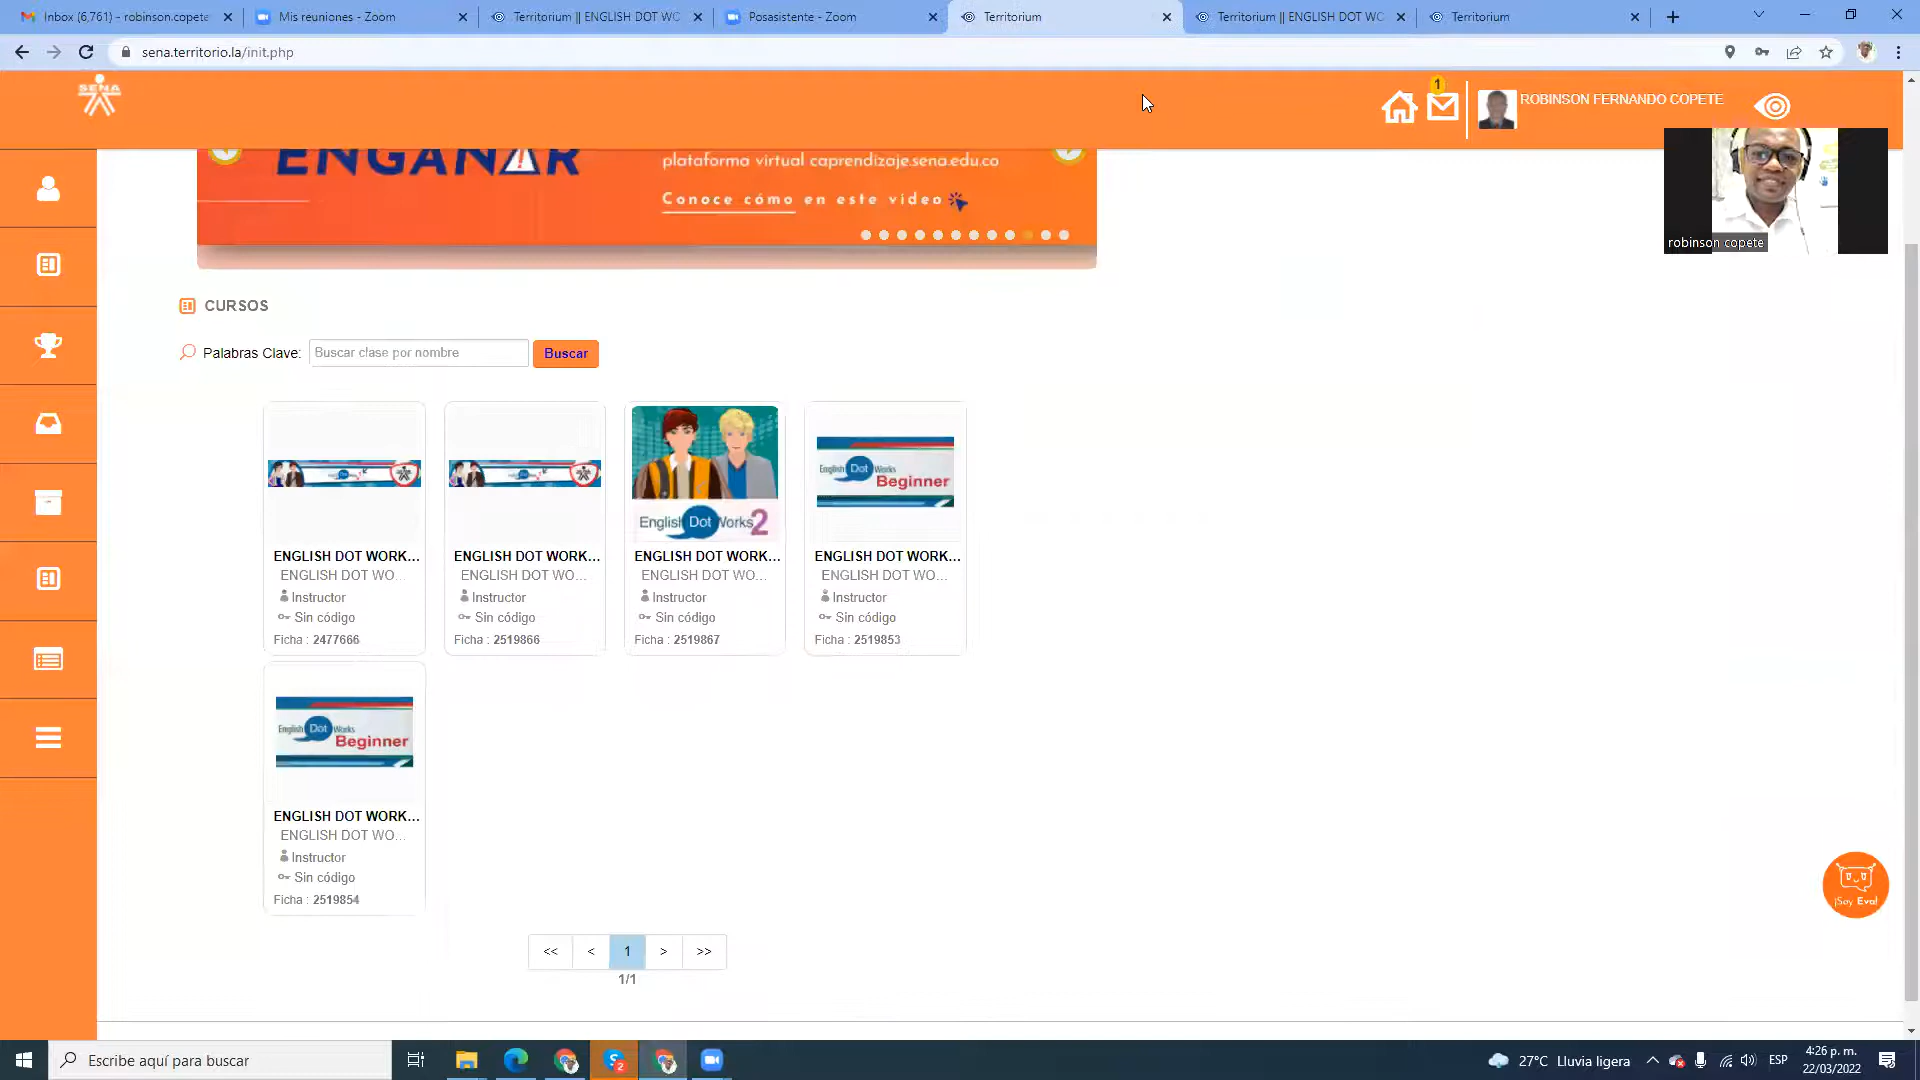 Inbox (6,761) - robinson.copete
Mis reuniones - Zoom
Territorium || ENGLISH DOT WO
Posasistente - Zoom
Territorium
Territorium || ENGLISH DOT WO
Territorium
sena.territorio.la/init.php
SENA
1
ROBINSON FERNANDO COPETE
ENGAÑAR
plataforma virtual caprendizaje.sena.edu.co
Conoce cómo en este video
robinson copete
CURSOS
Palabras Clave:
Buscar clase por nombre
Buscar
English Dot Works 2
English Dot Works
Beginner
ENGLISH DOT WORK...
ENGLISH DOT WO...
Instructor
Sin código
Ficha : 2477666
ENGLISH DOT WORK...
ENGLISH DOT WO...
Instructor
Sin código
Ficha : 2519866
ENGLISH DOT WORK...
ENGLISH DOT WO...
Instructor
Sin código
Ficha : 2519867
ENGLISH DOT WORK...
ENGLISH DOT WO...
Instructor
Sin código
Ficha : 2519853
English Dot Works
Beginner
ENGLISH DOT WORK...
ENGLISH DOT WO...
Instructor
Sin código
Ficha : 2519854
<< < 1 > >>
1/1
¡Soy Eva!
Escribe aquí para buscar
2
27°C Lluvia ligera
ESP
4:26 p. m.
22/03/2022